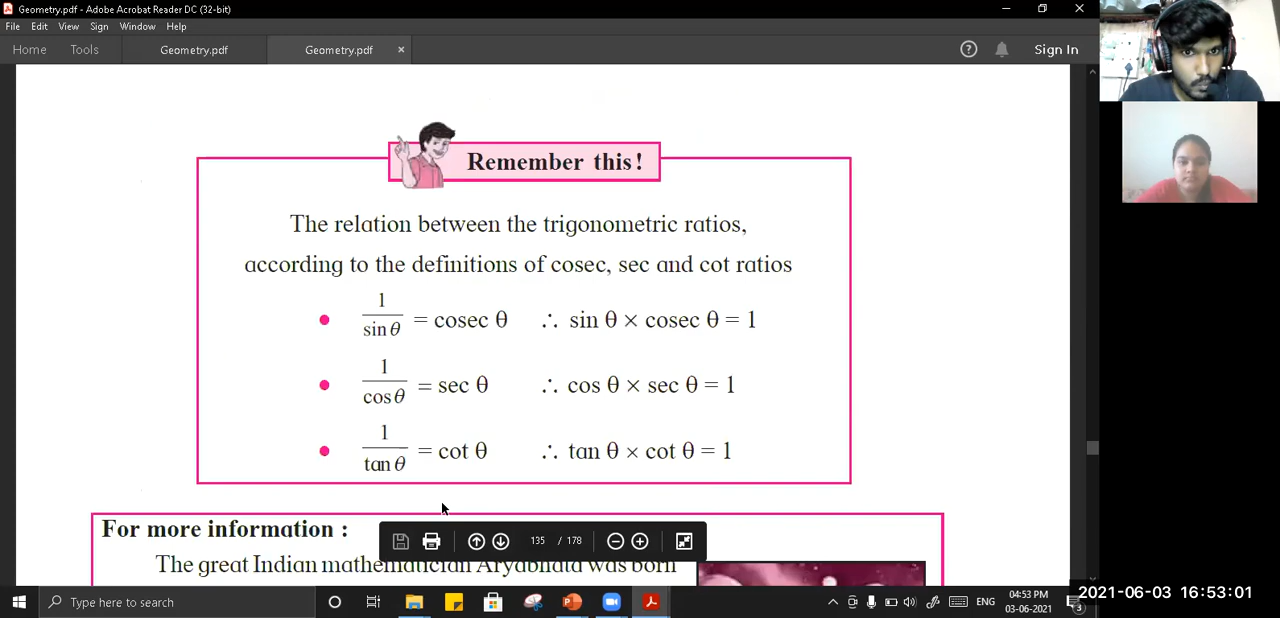 Geometry.pdf - Adobe Acrobat Reader DC (32-bit)
File Edit View Sign Window Help
Home Tools Geometry.pdf Geometry.pdf × Sign In
Remember this!
The relation between the trigonometric ratios,
according to the definitions of cosec, sec and cot ratios
• 1/sin θ = cosec θ ∴ sin θ × cosec θ = 1
• 1/cos θ = sec θ ∴ cos θ × sec θ = 1
• 1/tan θ = cot θ ∴ tan θ × cot θ = 1
For more information :
135 / 178
The great Indian mathematician Aryabhata was born
Type here to search
ENG
04:53 PM
03-06-2021
3
2021-06-03 16:53:01